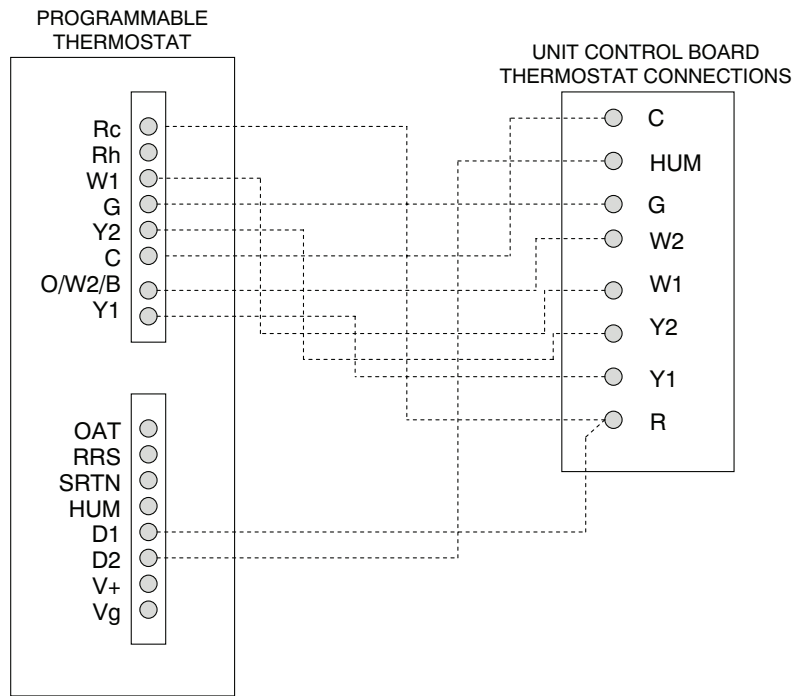 PROGRAMMABLE
THERMOSTAT
Rc
Rh
W1
G
Y2
C
O/W2/B
Y1
OAT
RRS
SRTN
HUM
D1
D2
V+
Vg
UNIT CONTROL BOARD
THERMOSTAT CONNECTIONS
C
HUM
G
W2
W1
Y2
Y1
R